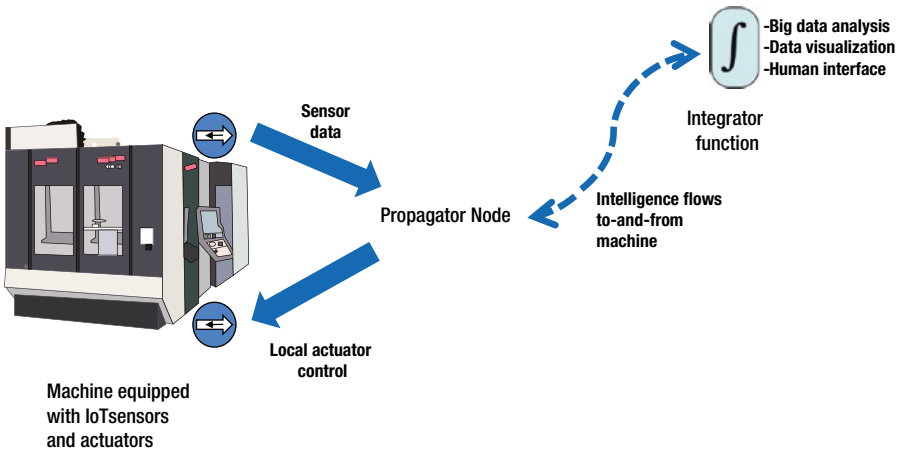 -Big data analysis
-Data visualization
-Human interface
Integrator
function
Sensor
data
Propagator Node
Intelligence flows
to-and-from
machine
Local actuator
control
Machine equipped
with IoTsensors
and actuators